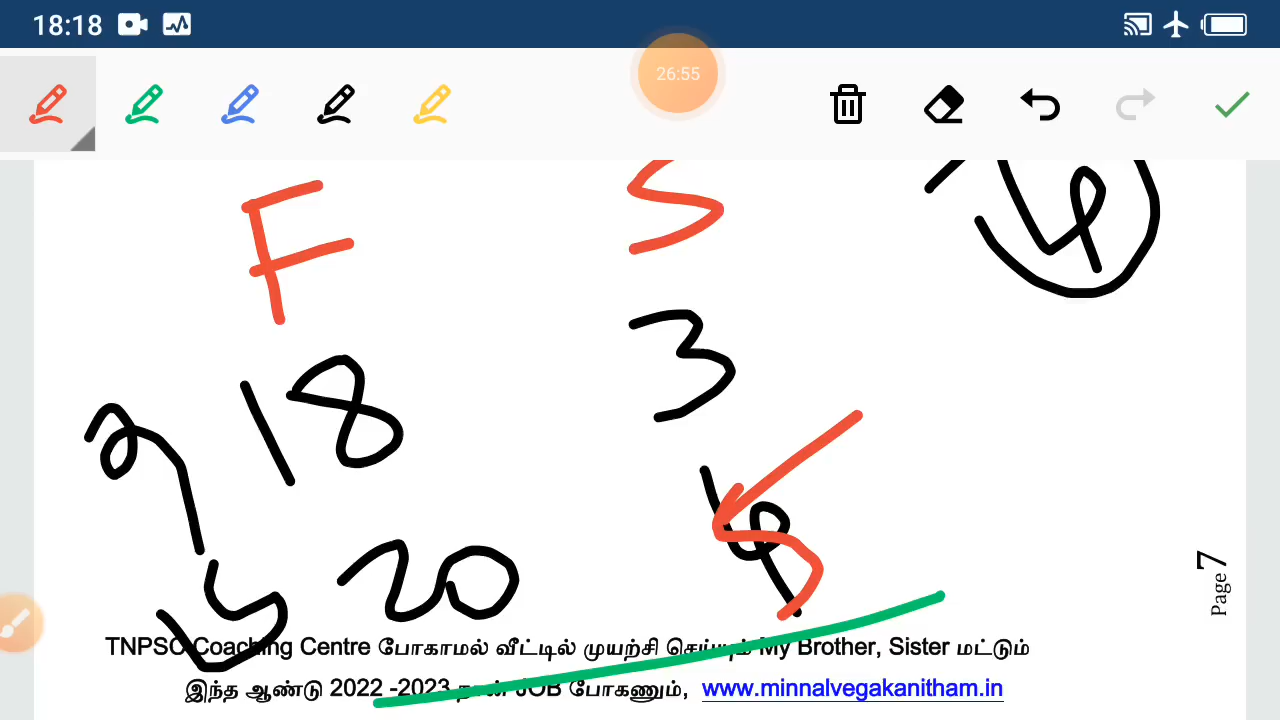 18:18
26:55
F S
18 3
20
Page 7
TNPSC Coaching Centre போகாமல் வீட்டில் முயற்சி செய்யும் My Brother, Sister மட்டும்
இந்த ஆண்டு 2022 -2023 நான் JOB போகணும், www.minnalvegakanitham.in